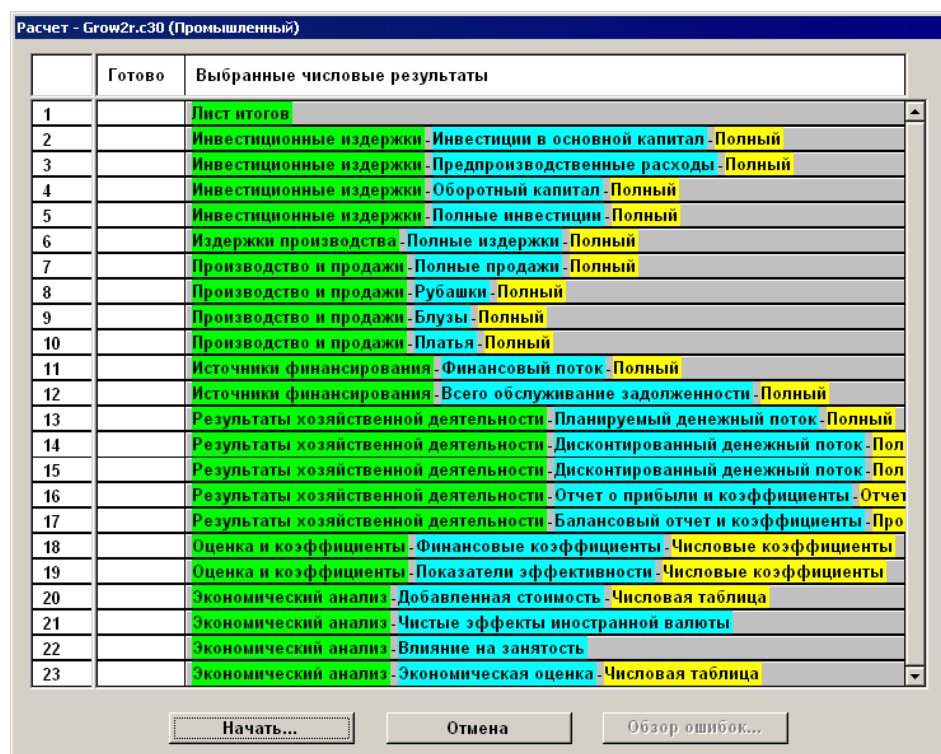 Расчет - Grow2r.c30 (Промышленный)
Готово Выбранные числовые результаты
1 Лист итогов
2 Инвестиционные издержки - Инвестиции в основной капитал - Полный
3 Инвестиционные издержки - Предпроизводственные расходы - Полный
4 Инвестиционные издержки - Оборотный капитал - Полный
5 Инвестиционные издержки - Полные инвестиции - Полный
6 Издержки производства - Полные издержки - Полный
7 Производство и продажи - Полные продажи - Полный
8 Производство и продажи - Рубашки - Полный
9 Производство и продажи - Блузы - Полный
10 Производство и продажи - Платья - Полный
11 Источники финансирования - Финансовый поток - Полный
12 Источники финансирования - Всего обслуживание задолженности - Полный
13 Результаты хозяйственной деятельности - Планируемый денежный поток - Полный
14 Результаты хозяйственной деятельности - Дисконтированный денежный поток - Пол
15 Результаты хозяйственной деятельности - Дисконтированный денежный поток - Пол
16 Результаты хозяйственной деятельности - Отчет о прибыли и коэффициенты - Отчет
17 Результаты хозяйственной деятельности - Балансовый отчет и коэффициенты - Про
18 Оценка и коэффициенты - Финансовые коэффициенты - Числовые коэффициенты
19 Оценка и коэффициенты - Показатели эффективности - Числовые коэффициенты
20 Экономический анализ - Добавленная стоимость - Числовая таблица
21 Экономический анализ - Чистые эффекты иностранной валюты
22 Экономический анализ - Влияние на занятость
23 Экономический анализ - Экономическая оценка - Числовая таблица
Начать... Отмена Обзор ошибок...